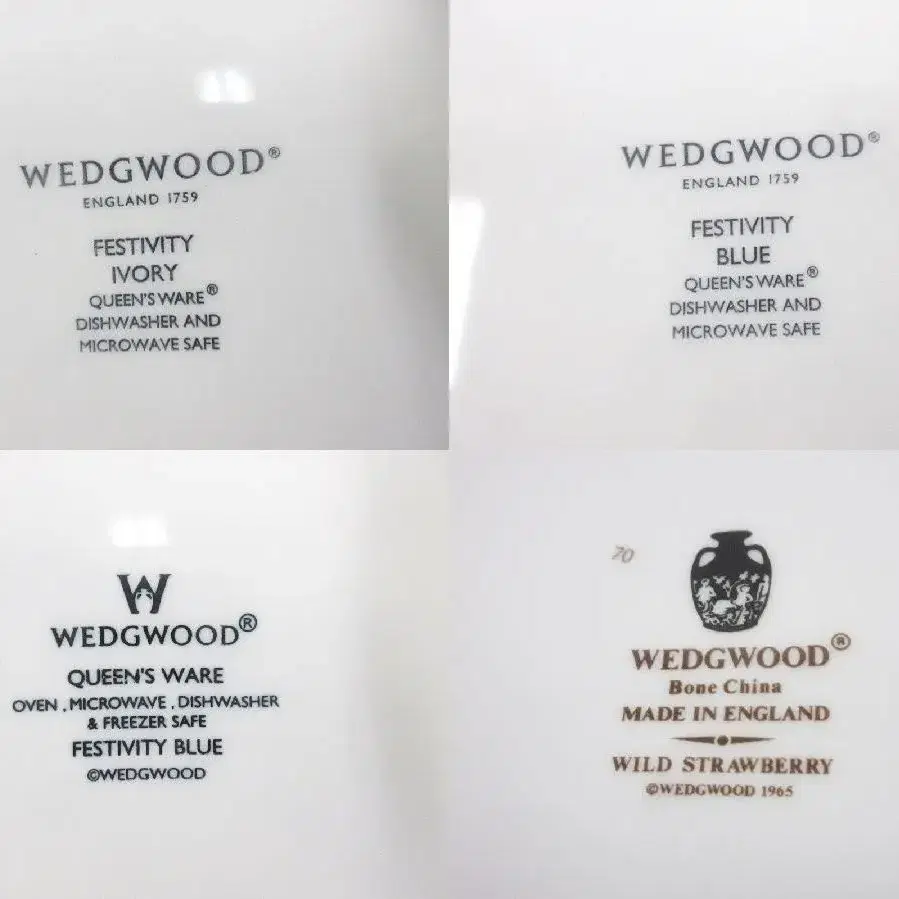 WEDGWOOD®
ENGLAND 1759
FESTIVITY
IVORY
QUEEN'S WARE®
DISHWASHER AND
MICROWAVE SAFE
WEDGWOOD®
ENGLAND 1759
FESTIVITY
BLUE
QUEEN'S WARE®
DISHWASHER AND
MICROWAVE SAFE
W
WEDGWOOD®
QUEEN'S WARE
OVEN , MICROWAVE , DISHWASHER
& FREEZER SAFE
FESTIVITY BLUE
©WEDGWOOD
70
WEDGWOOD®
Bone China
MADE IN ENGLAND
WILD STRAWBERRY
©WEDGWOOD 1965